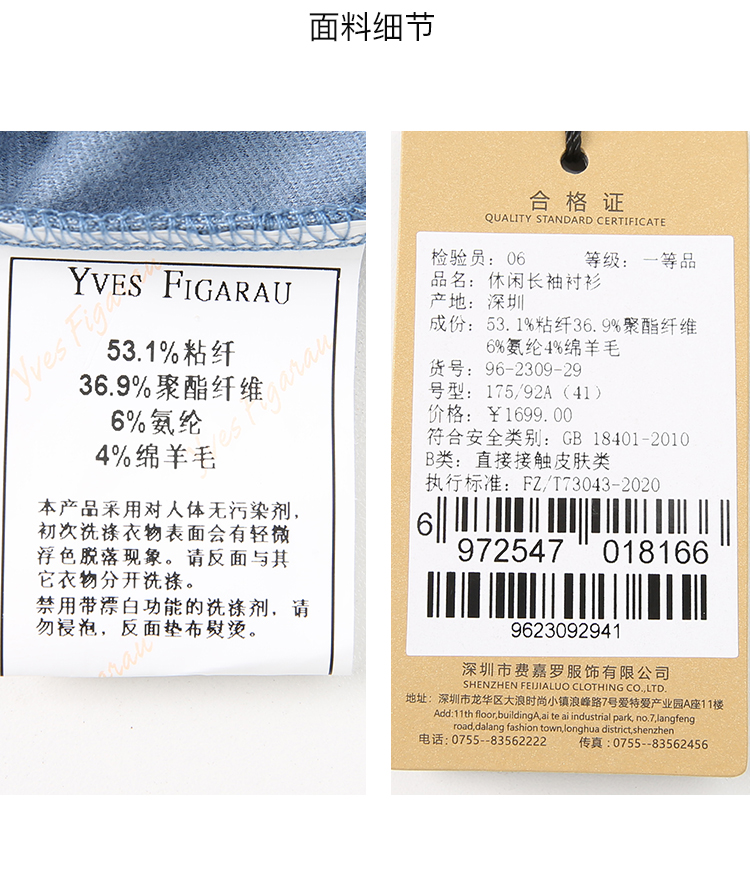 面料细节
YVES FIGARAU
53.1%粘纤
36.9%聚酯纤维
6%氨纶
4%绵羊毛
本产品采用对人体无污染剂，
初次洗涤衣物表面会有轻微
浮色脱落现象。请反面与其
它衣物分开洗涤。
禁用带漂白功能的洗涤剂，请
勿浸泡，反面垫布熨烫。
Yves Figarau
Yves Figarau
Yves Figarau
合格证
QUALITY STANDARD CERTIFICATE
检验员：06 等级：一等品
品名：休闲长袖衬衫
产地：深圳
成份：53.1%粘纤36.9%聚酯纤维
6%氨纶4%绵羊毛
货号：96-2309-29
号型：175/92A（41）
价格：￥1699.00
符合安全类别：GB 18401-2010
B类：直接接触皮肤类
执行标准：FZ/T73043-2020
6 972547 018166
9623092941
深圳市费嘉罗服饰有限公司
SHENZHEN FEIJIALUO CLOTHING CO.,LTD.
地址：深圳市龙华区大浪时尚小镇浪峰路7号爱特爱产业园A座11楼
Add:11th floor,buildingA,ai te ai industrial park, no.7,langfeng
road,dalang fashion town,longhua district,shenzhen
电话：0755--83562222 传真：0755--83562456